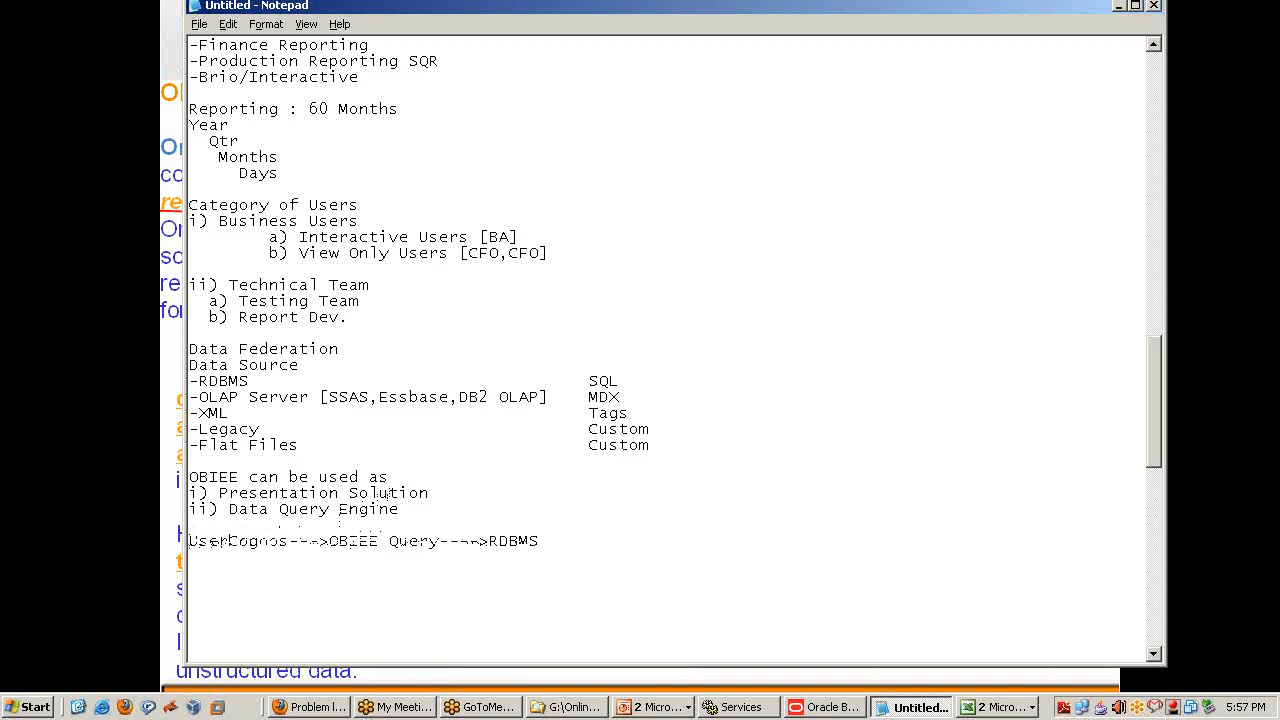 Untitled - Notepad
File Edit Format View Help
-Finance Reporting
-Production Reporting SQR
-Brio/Interactive
Reporting : 60 Months
Year
Qtr
Months
Days
Category of Users
i) Business Users
a) Interactive Users [BA]
b) View Only Users [CFO,CFO]
ii) Technical Team
a) Testing Team
b) Report Dev.
Data Federation
Data Source
-RDBMS SQL
-OLAP Server [SSAS,Essbase,DB2 OLAP] MDX
-XML Tags
-Legacy Custom
-Flat Files Custom
OBIEE can be used as
i) Presentation Solution
ii) Data Query Engine
UserCognos--->OBIEE Query---->RDBMS
unstructured data.
Start Problem I... Meeti... GoTo... G:\Onlin... 2 Micro... Services Oracle B... Untitled... 2 Micro... 5:57 PM